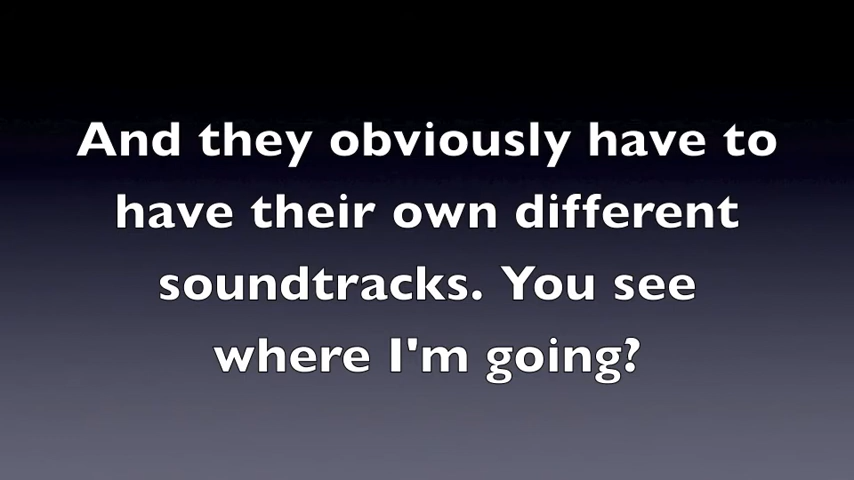 And they obviously have to
have their own different
soundtracks. You see
where I'm going?